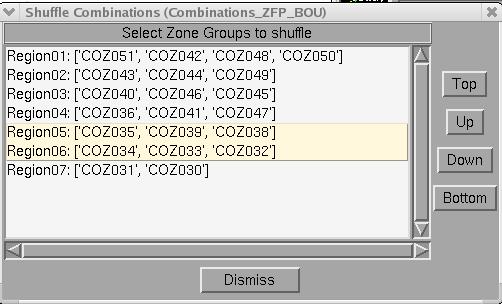 Shuffle Combinations (Combinations_ZFP_BOU)
Select Zone Groups to shuffle
Region01: ['COZ051', 'COZ042', 'COZ048', 'COZ050']
Region02: ['COZ043', 'COZ044', 'COZ049']
Region03: ['COZ040', 'COZ046', 'COZ045']
Region04: ['COZ036', 'COZ041', 'COZ047']
Region05: ['COZ035', 'COZ039', 'COZ038']
Region06: ['COZ034', 'COZ033', 'COZ032']
Region07: ['COZ031', 'COZ030']
Top
Up
Down
Bottom
Dismiss